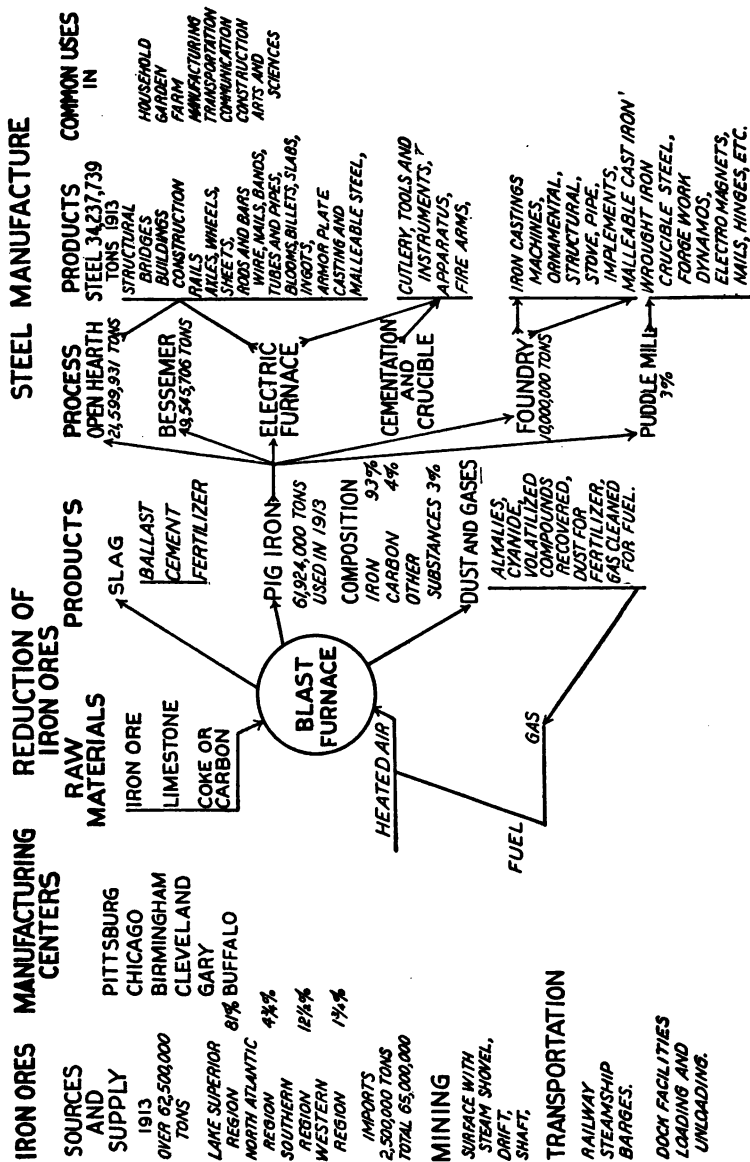 IRON ORES
SOURCES
AND
SUPPLY
1913
OVER 62,500,000
TONS
LAKE SUPERIOR
REGION 81%
NORTH ATLANTIC
REGION 4¼%
SOUTHERN
REGION 12½%
WESTERN
REGION 1¼%
IMPORTS
2,500,000 TONS
TOTAL 65,000,000
MINING
SURFACE WITH
STEAM SHOVEL,
DRIFT,
SHAFT,
TRANSPORTATION
RAILWAY
STEAMSHIP
BARGES.
DOCK FACILITIES
LOADING AND
UNLOADING.
MANUFACTURING
CENTERS
PITTSBURG
CHICAGO
BIRMINGHAM
CLEVELAND
GARY
BUFFALO
REDUCTION OF
IRON ORES
RAW
MATERIALS
IRON ORE
LIMESTONE
COKE OR
CARBON
HEATED AIR
FUEL
GAS
BLAST
FURNACE
PRODUCTS
SLAG
BALLAST
CEMENT
FERTILIZER
PIG IRON
61,924,000 TONS
USED IN 1913
COMPOSITION
IRON 93%
CARBON 4%
OTHER
SUBSTANCES 3%
DUST AND GASES
ALKALIES,
CYANIDE,
VOLATILIZED
COMPOUNDS
RECOVERED,
DUST FOR
FERTILIZER,
GAS CLEANED
FOR FUEL.
STEEL MANUFACTURE
PROCESS
OPEN HEARTH
21,599,931 TONS
BESSEMER
49,545,706 TONS
ELECTRIC
FURNACE
CEMENTATION
AND
CRUCIBLE
FOUNDRY
10,000,000 TONS
PUDDLE MILL
3%
PRODUCTS
STEEL 34,237,739
TONS 1913
STRUCTURAL
BRIDGES
BUILDINGS
CONSTRUCTION
RAILS
AXLES, WHEELS,
SHEETS,
RODS AND BARS
WIRE, NAILS, BANDS,
TUBES AND PIPES,
BLOOMS, BILLETS, SLABS,
INGOTS,
ARMOR PLATE
CASTING AND
MALLEABLE STEEL,
CUTLERY, TOOLS AND
INSTRUMENTS,
APPARATUS,
FIRE ARMS,
IRON CASTINGS
MACHINES,
ORNAMENTAL,
STRUCTURAL,
STOVE, PIPE,
IMPLEMENTS,
MALLEABLE CAST IRON'
WROUGHT IRON
CRUCIBLE STEEL,
FORGE WORK
DYNAMOS,
ELECTRO MAGNETS,
NAILS, HINGES, ETC.
COMMON USES
IN
HOUSEHOLD
GARDEN
FARM
MANUFACTURING
TRANSPORTATION
COMMUNICATION
CONSTRUCTION
ARTS AND
SCIENCES